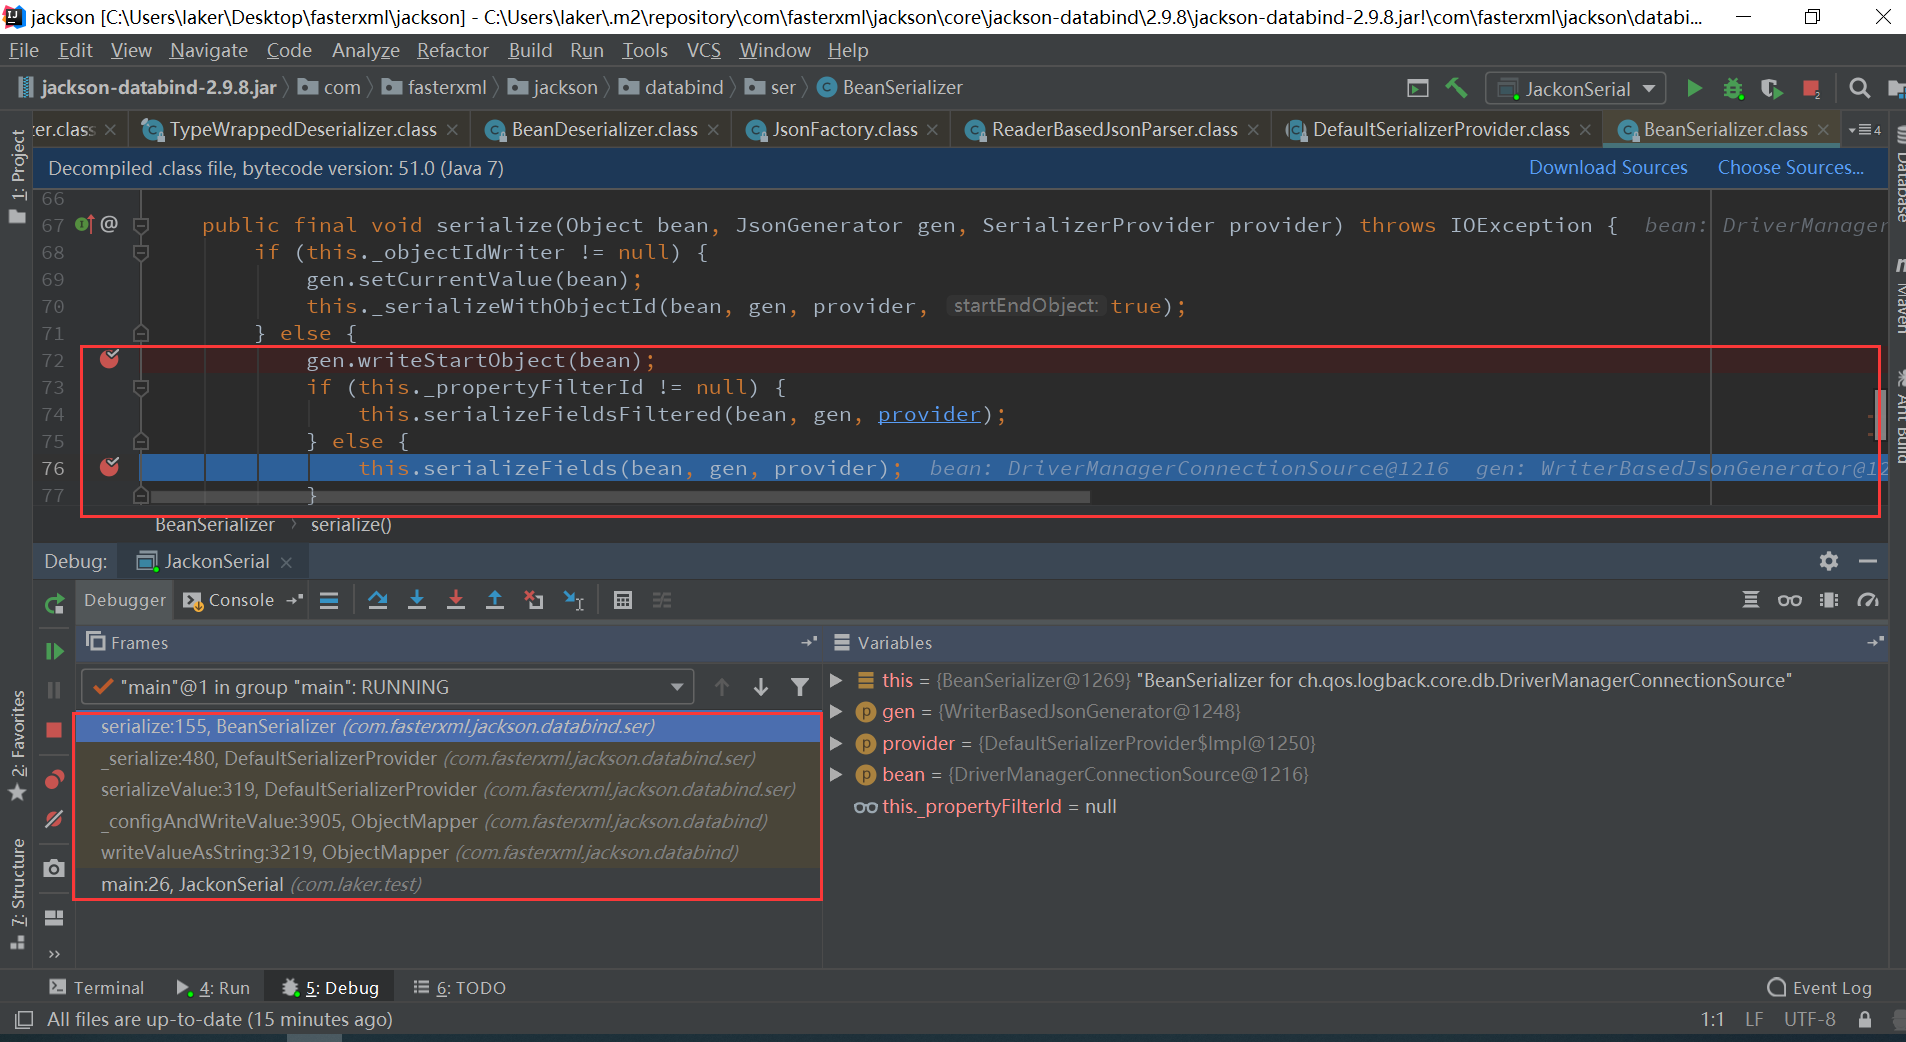 jackson [C:\Users\laker\Desktop\fasterxml\jackson] - C:\Users\laker\.m2\repository\com\fasterxml\jackson\core\jackson-databind\2.9.8\jackson-databind-2.9.8.jar!\com\fasterxml\jackson\databi...
File Edit View Navigate Code Analyze Refactor Build Run Tools VCS Window Help
jackson-databind-2.9.8.jar com fasterxml jackson databind ser BeanSerializer JackonSerial
zer.class TypeWrappedDeserializer.class BeanDeserializer.class JsonFactory.class ReaderBasedJsonParser.class DefaultSerializerProvider.class BeanSerializer.class 4
Decompiled .class file, bytecode version: 51.0 (Java 7) Download Sources Choose Sources...
66
67 @ public final void serialize(Object bean, JsonGenerator gen, SerializerProvider provider) throws IOException { bean: DriverManager
68 if (this._objectIdWriter != null) {
69 gen.setCurrentValue(bean);
70 this._serializeWithObjectId(bean, gen, provider, startEndObject: true);
71 } else {
72 gen.writeStartObject(bean);
73 if (this._propertyFilterId != null) {
74 this.serializeFieldsFiltered(bean, gen, provider);
75 } else {
76 this.serializeFields(bean, gen, provider); bean: DriverManagerConnectionSource@1216 gen: WriterBasedJsonGenerator@12
77 }
BeanSerializer serialize()
Debug: JackonSerial
Debugger Console
Frames
Variables
"main"@1 in group "main": RUNNING
serialize:155, BeanSerializer (com.fasterxml.jackson.databind.ser)
_serialize:480, DefaultSerializerProvider (com.fasterxml.jackson.databind.ser)
serializeValue:319, DefaultSerializerProvider (com.fasterxml.jackson.databind.ser)
_configAndWriteValue:3905, ObjectMapper (com.fasterxml.jackson.databind)
writeValueAsString:3219, ObjectMapper (com.fasterxml.jackson.databind)
main:26, JackonSerial (com.laker.test)
this = {BeanSerializer@1269} "BeanSerializer for ch.qos.logback.core.db.DriverManagerConnectionSource"
gen = {WriterBasedJsonGenerator@1248}
provider = {DefaultSerializerProvider$Impl@1250}
bean = {DriverManagerConnectionSource@1216}
this._propertyFilterId = null
1: Project
2: Favorites
7: Structure
Database
Maven
Ant Build
Terminal 4: Run 5: Debug 6: TODO Event Log
All files are up-to-date (15 minutes ago) 1:1 LF UTF-8